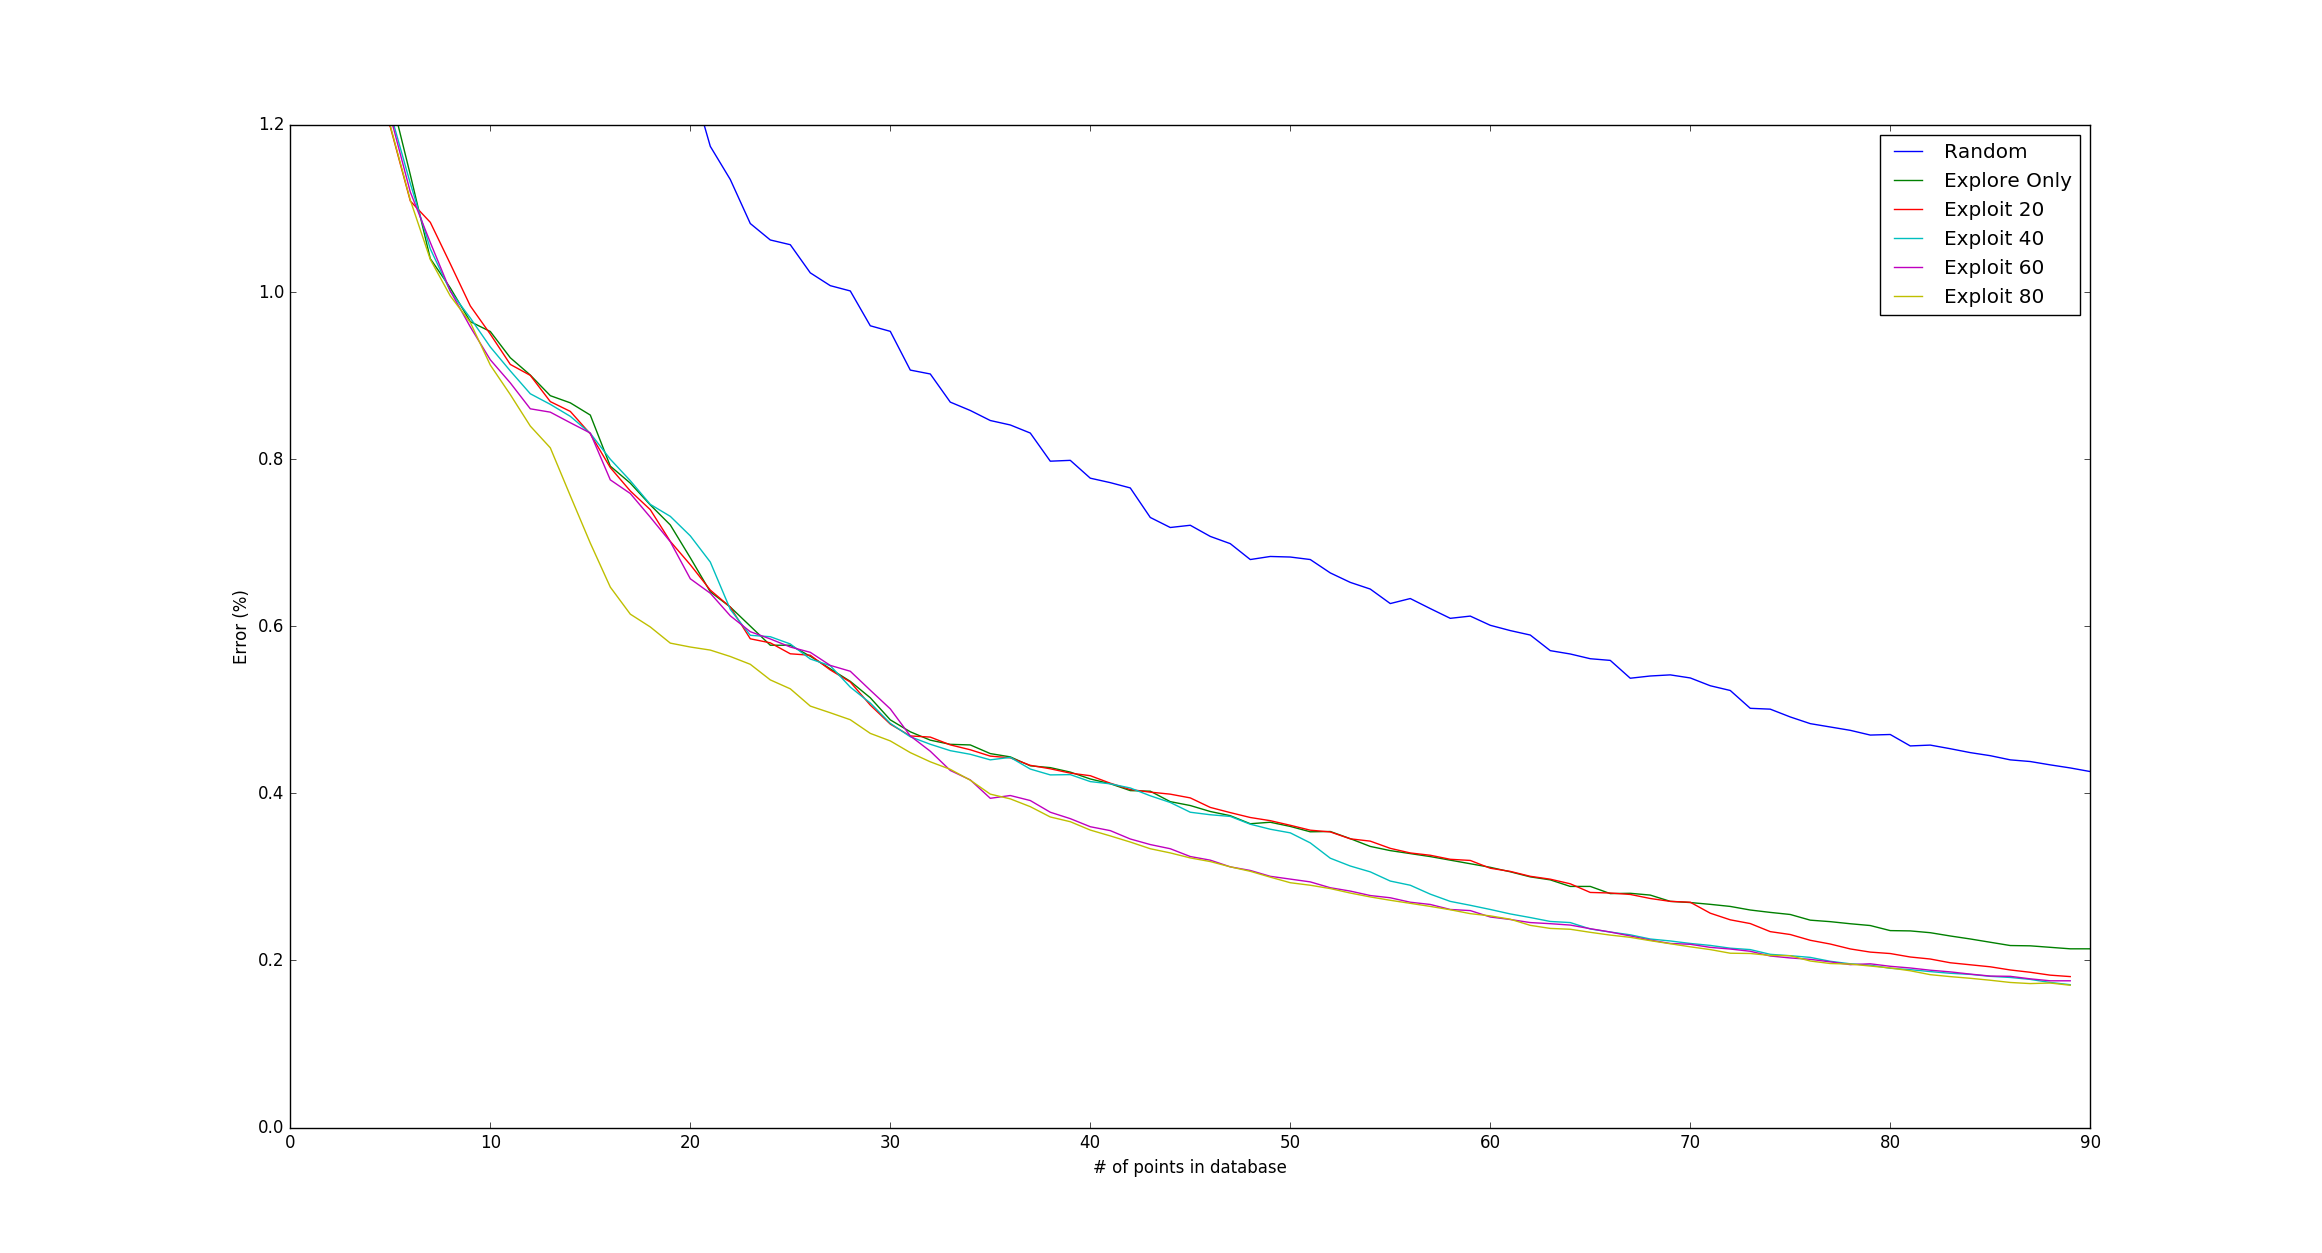 1.2
1.0
0.8
0.6
0.4
0.2
0.0
Error (%)
Random
Explore Only
Exploit 20
Exploit 40
Exploit 60
Exploit 80
0 10 20 30 40 50 60 70 80 90
# of points in database